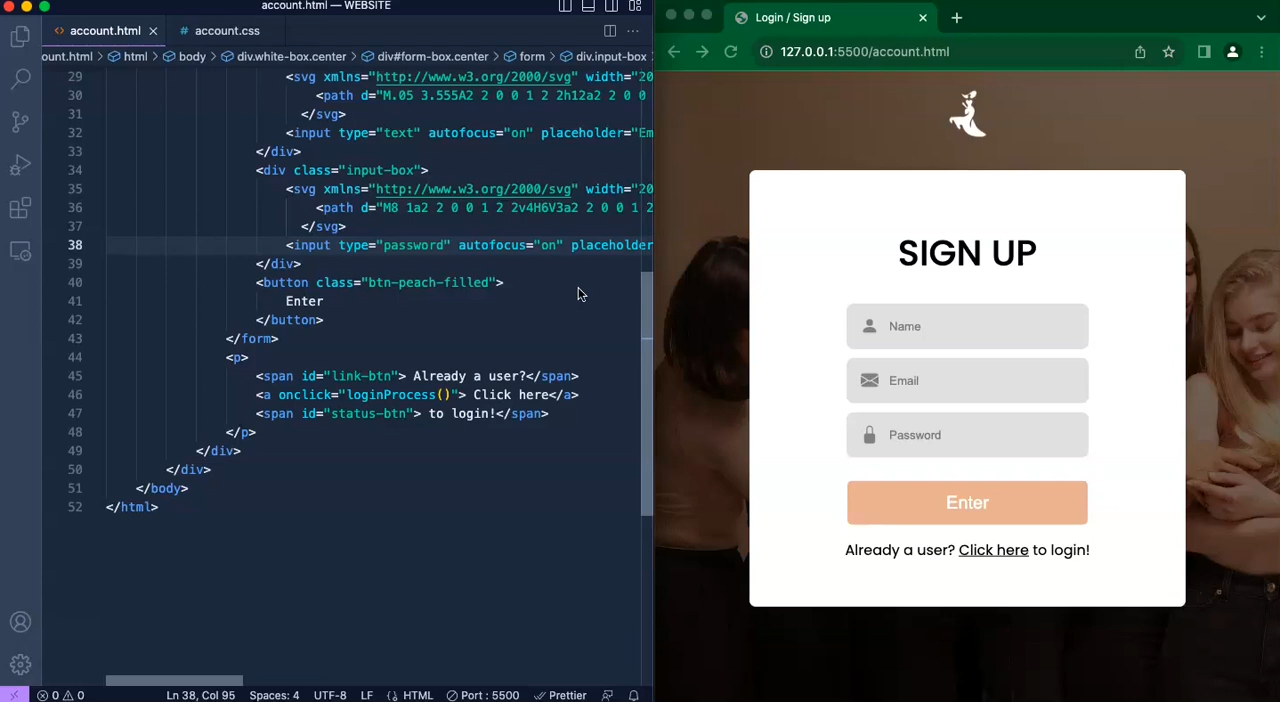 account.html — WEBSITE
account.html
account.css
ount.html > html > body > div.white-box.center > div#form-box.center > form > div.input-box
29 <svg xmlns="http://www.w3.org/2000/svg" width="20
30 <path d="M.05 3.555A2 2 0 0 1 2 2h12a2 2 0 0
31 </svg>
32 <input type="text" autofocus="on" placeholder="Em
33 </div>
34 <div class="input-box">
35 <svg xmlns="http://www.w3.org/2000/svg" width="20
36 <path d="M8 1a2 2 0 0 1 2 2v4H6V3a2 2 0 0 1 2
37 </svg>
38 <input type="password" autofocus="on" placeholder
39 </div>
40 <button class="btn-peach-filled">
41 Enter
42 </button>
43 </form>
44 <p>
45 <span id="link-btn"> Already a user?</span>
46 <a onclick="loginProcess()"> Click here</a>
47 <span id="status-btn"> to login!</span>
48 </p>
49 </div>
50 </div>
51 </body>
52 </html>
0 0 Ln 38, Col 95 Spaces: 4 UTF-8 LF HTML Port : 5500 Prettier
Login / Sign up
127.0.0.1:5500/account.html
SIGN UP
Name
Email
Password
Enter
Already a user? Click here to login!